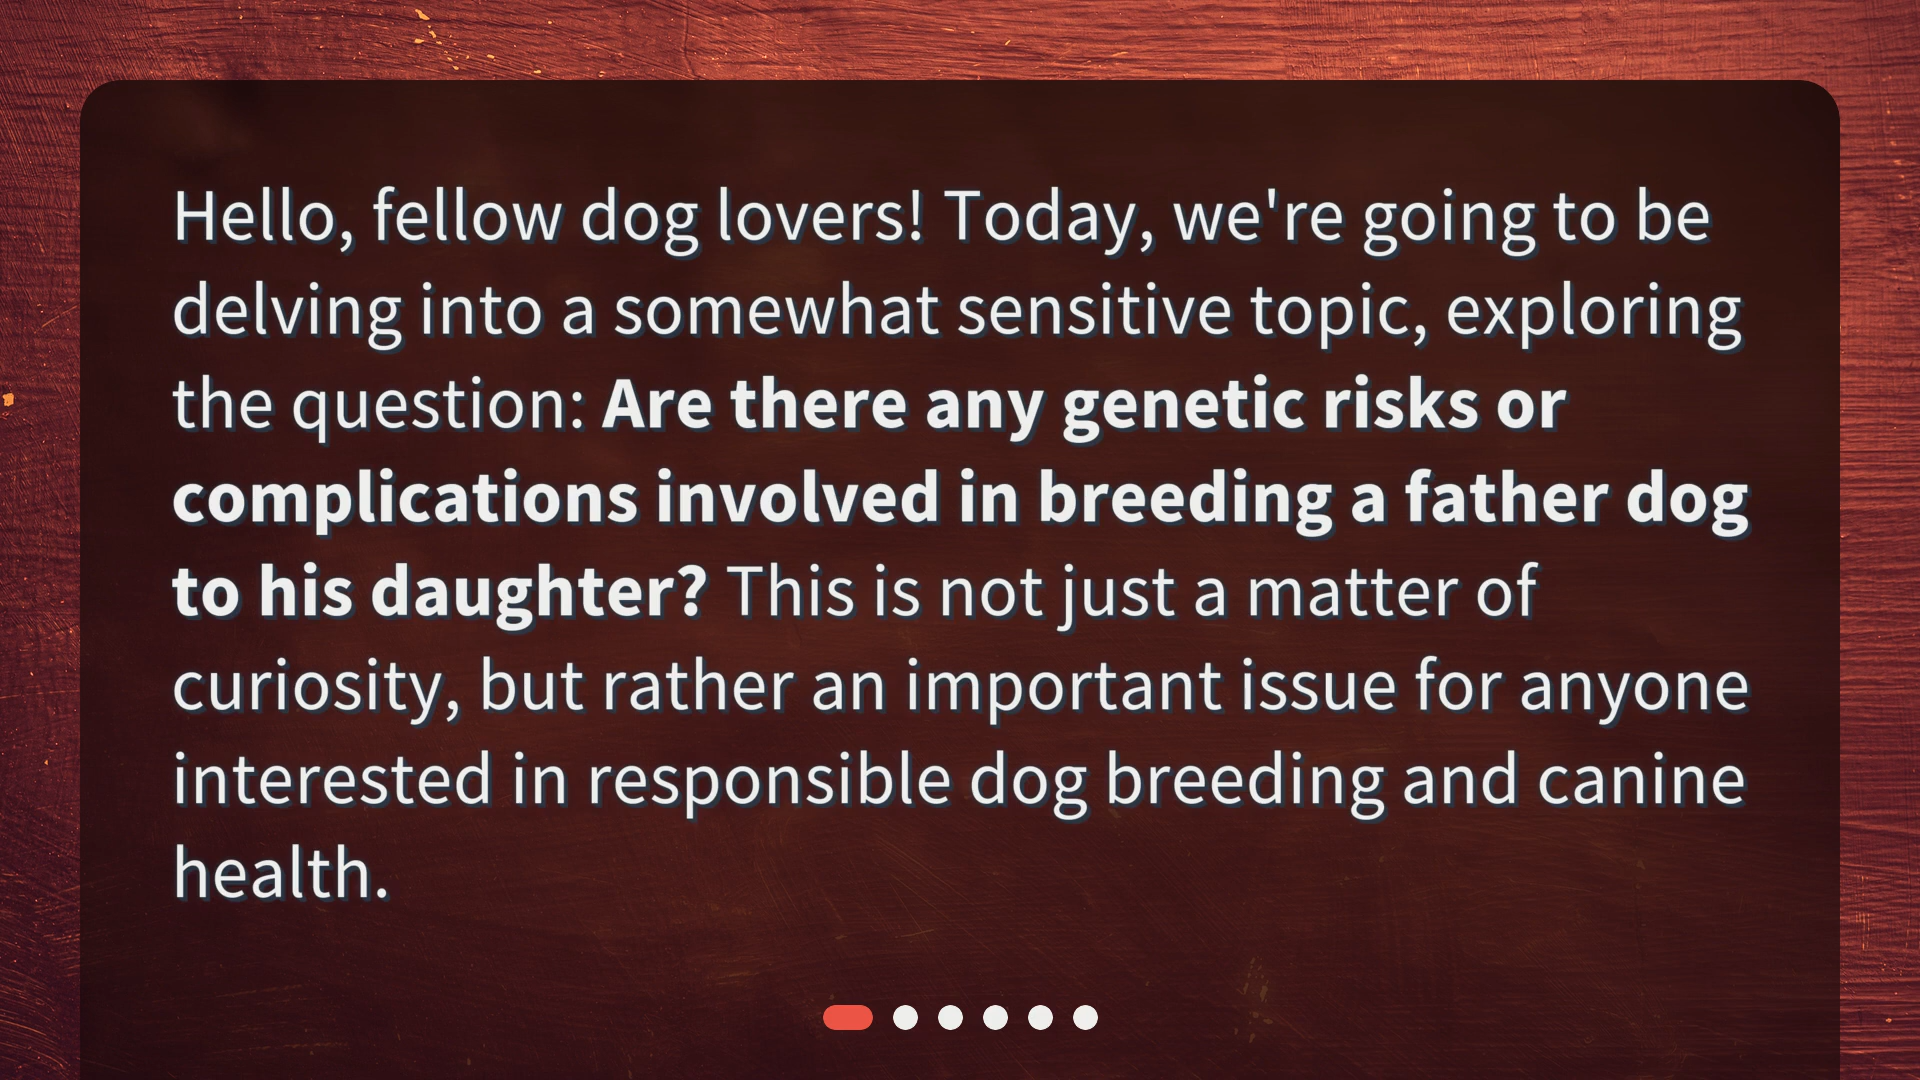 Hello, fellow dog lovers! Today, we're going to be
delving into a somewhat sensitive topic, exploring
the question: Are there any genetic risks or
complications involved in breeding a father dog
to his daughter? This is not just a matter of
curiosity, but rather an important issue for anyone
interested in responsible dog breeding and canine
health.